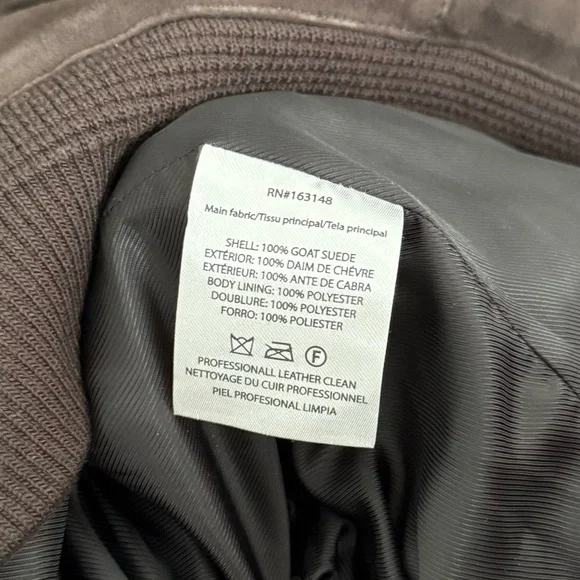 RN#163148
Main fabric/Tissu principal/Tela principal
SHELL: 100% GOAT SUEDE
EXTÉRIOR: 100% DAIM DE CHÈVRE
EXTÉRIEUR: 100% ANTE DE CABRA
BODY LINING: 100% POLYESTER
DOUBLURE: 100% POLYESTER
FORRO: 100% POLIESTER
F
PROFESSIONALL LEATHER CLEAN
NETTOYAGE DU CUIR PROFESSIONNEL
PIEL PROFESIONAL LIMPIA